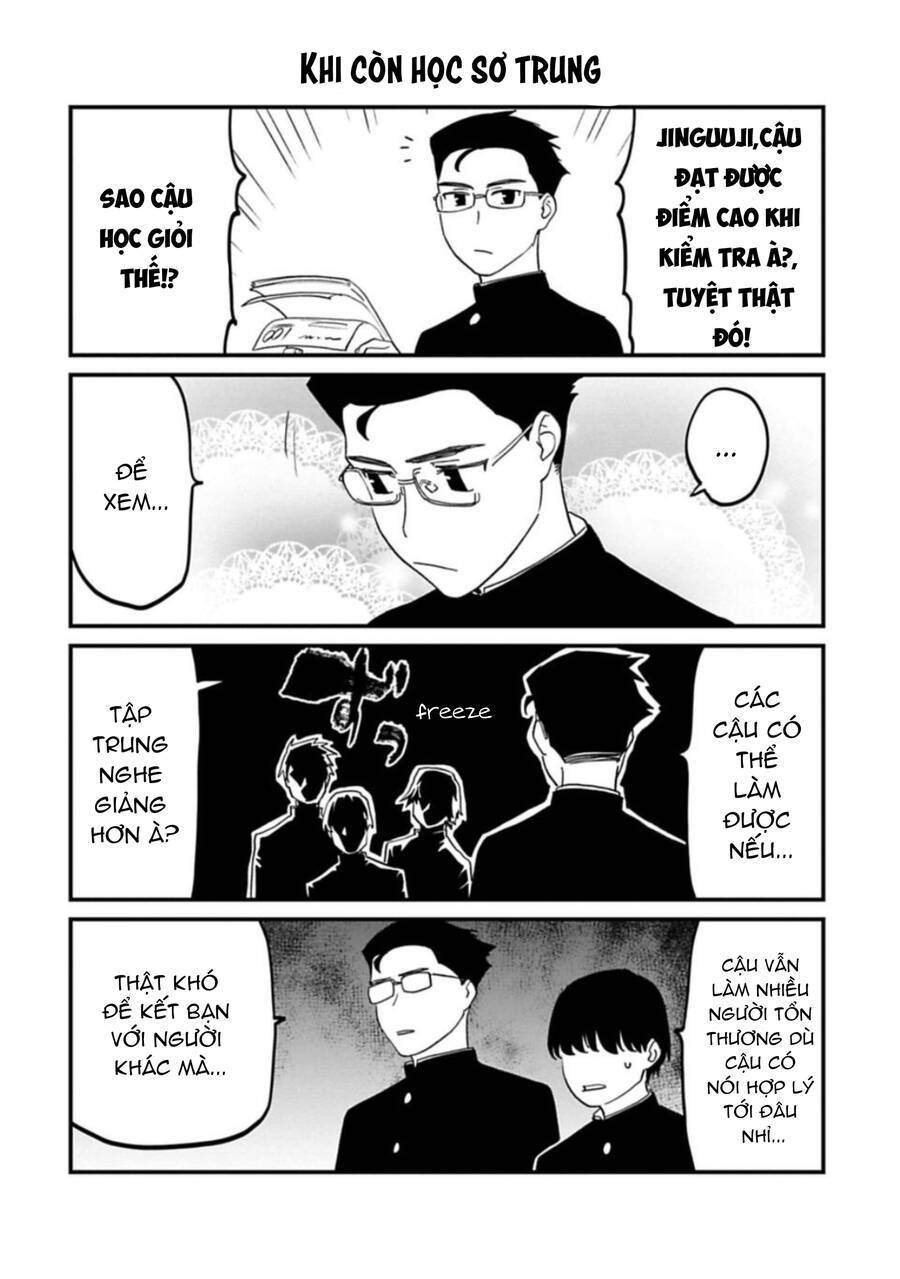 KHI CÒN HỌC SƠ TRUNG
JINGUUJI,CẬU
ĐẠT ĐƯỢC
ĐIỂM CAO KHI
KIỂM TRA À?,
TUYỆT THẬT
ĐÓ!
SAO CẬU
HỌC GIỎI
THẾ!?
...
ĐỂ
XEM...
CÁC
CẬU CÓ
THỂ
LÀM
ĐƯỢC
NẾU...
freeze
TẬP
TRUNG
NGHE
GIẢNG
HƠN À?
CẬU VẪN
LÀM NHIỀU
NGƯỜI TỔN
THƯƠNG DÙ
CẬU CÓ
NÓI HỢP LÝ
TỚI ĐÂU
NHỈ...
THẬT KHÓ
ĐỂ KẾT BẠN
VỚI NGƯỜI
KHÁC MÀ...